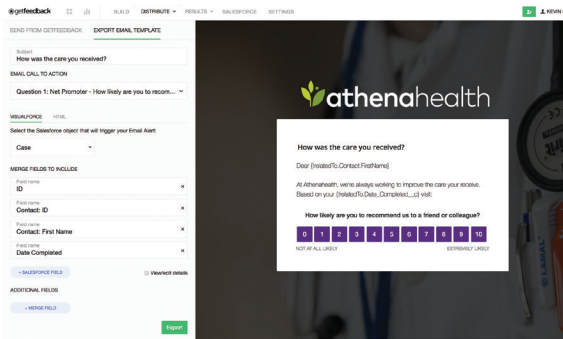 getfeedback
BUILD
DISTRIBUTE
RESULTS
SALESFORCE
SETTINGS
KEVIN
SEND FROM GETFEEDBACK
EXPORT EMAIL TEMPLATE
Subject
How was the care you received?
EMAIL CALL TO ACTION
Question 1: Net Promoter - How likely are you to recom...
VISUALFORCE
HTML
Select the Salesforce object that will trigger your Email Alert:
Case
MERGE FIELDS TO INCLUDE
Field name
ID
Field name
Contact: ID
Field name
Contact: First Name
Field name
Date Completed
+ SALESFORCE FIELD
View/edit details
ADDITIONAL FIELDS
+ MERGE FIELD
Export
athenahealth
How was the care you received?
Dear {!relatedTo.Contact.FirstName}
At Athenahealth, we're always working to improve the care your receive.
Based on your {!relatedTo.Date_Completed__c} visit:
How likely are you to recommend us to a friend or colleague?
0 1 2 3 4 5 6 7 8 9 10
NOT AT ALL LIKELY
EXTREMELY LIKELY